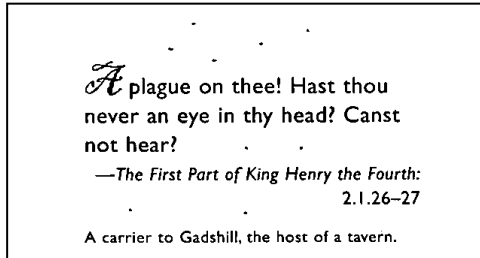 A plague on thee! Hast thou
never an eye in thy head? Canst
not hear?
—The First Part of King Henry the Fourth:
2.1.26–27
A carrier to Gadshill, the host of a tavern.